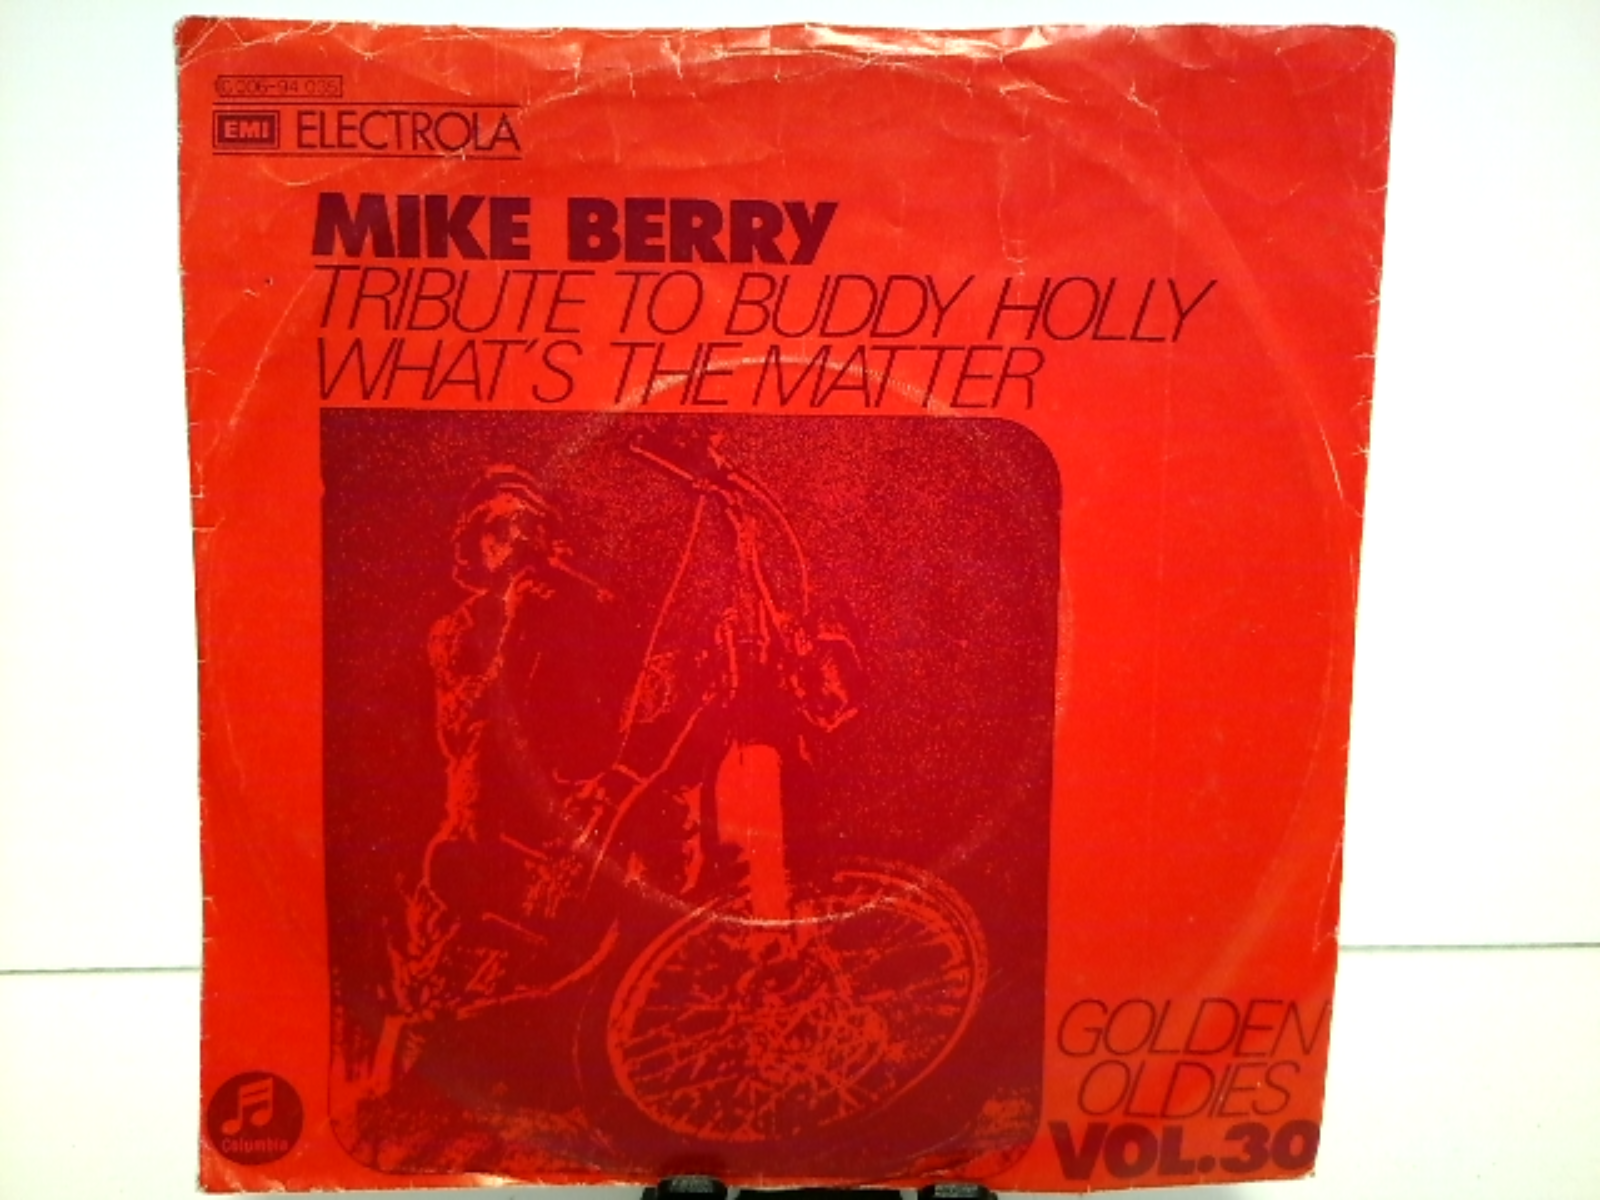 C 006-94 035
EMI ELECTROLA
MIKE BERRY
TRIBUTE TO BUDDY HOLLY
WHAT'S THE MATTER
GOLDEN
OLDIES
VOL.30
Columbia